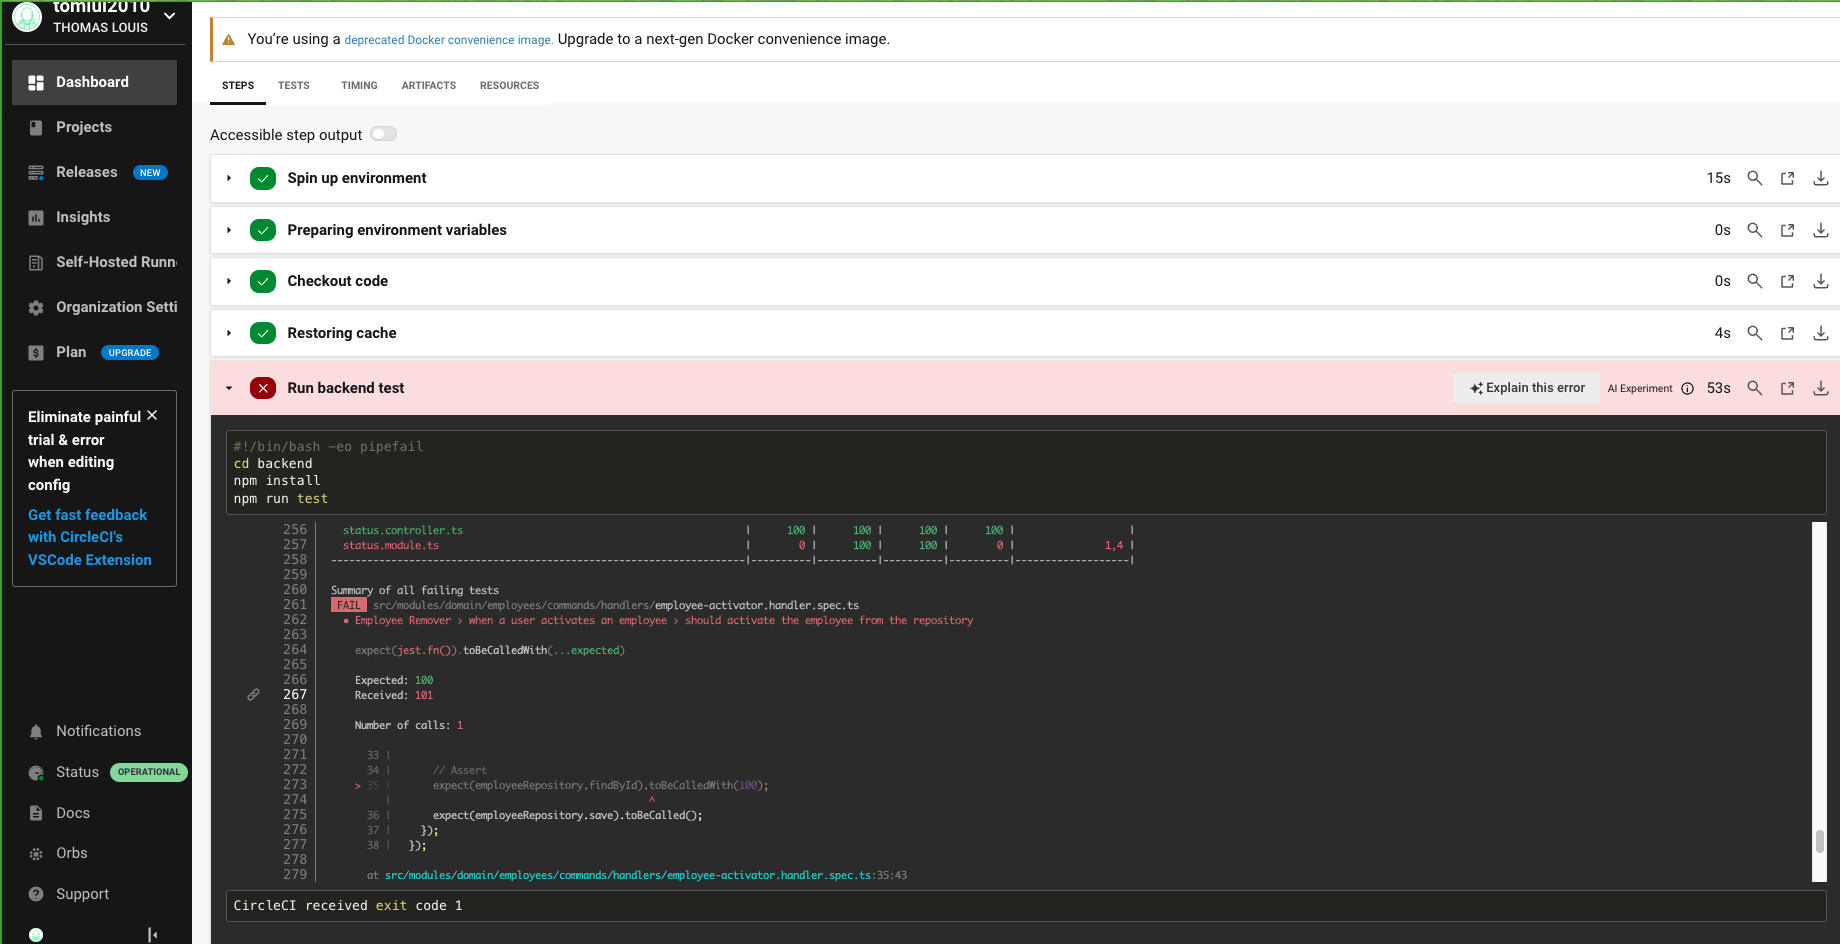 tomlui2010
THOMAS LOUIS
Dashboard
Projects
Releases NEW
Insights
Self-Hosted Runn
Organization Setti
Plan UPGRADE
Eliminate painful
trial & error
when editing
config
Get fast feedback
with CircleCI's
VSCode Extension
Notifications
Status OPERATIONAL
Docs
Orbs
Support
You're using a deprecated Docker convenience image. Upgrade to a next-gen Docker convenience image.
STEPS TESTS TIMING ARTIFACTS RESOURCES
Accessible step output
Spin up environment 15s
Preparing environment variables 0s
Checkout code 0s
Restoring cache 4s
Run backend test Explain this error AI Experiment 53s
#!/bin/bash -eo pipefail
cd backend
npm install
npm run test
256 status.controller.ts | 100 | 100 | 100 | 100 | |
257 status.module.ts | 0 | 100 | 100 | 0 | 1,4 |
258 ---------------------------------------------------------------------|----------|----------|----------|----------|-------------------|
259
260 Summary of all failing tests
261 FAIL src/modules/domain/employees/commands/handlers/employee-activator.handler.spec.ts
262 ● Employee Remover › when a user activates an employee › should activate the employee from the repository
263
264 expect(jest.fn()).toBeCalledWith(...expected)
265
266 Expected: 100
267 Received: 101
268
269 Number of calls: 1
270
271 33 |
272 34 | // Assert
273 > 35 | expect(employeeRepository.findById).toBeCalledWith(100);
274 | ^
275 36 | expect(employeeRepository.save).toBeCalled();
276 37 | });
277 38 | });
278
279 at src/modules/domain/employees/commands/handlers/employee-activator.handler.spec.ts:35:43
CircleCI received exit code 1